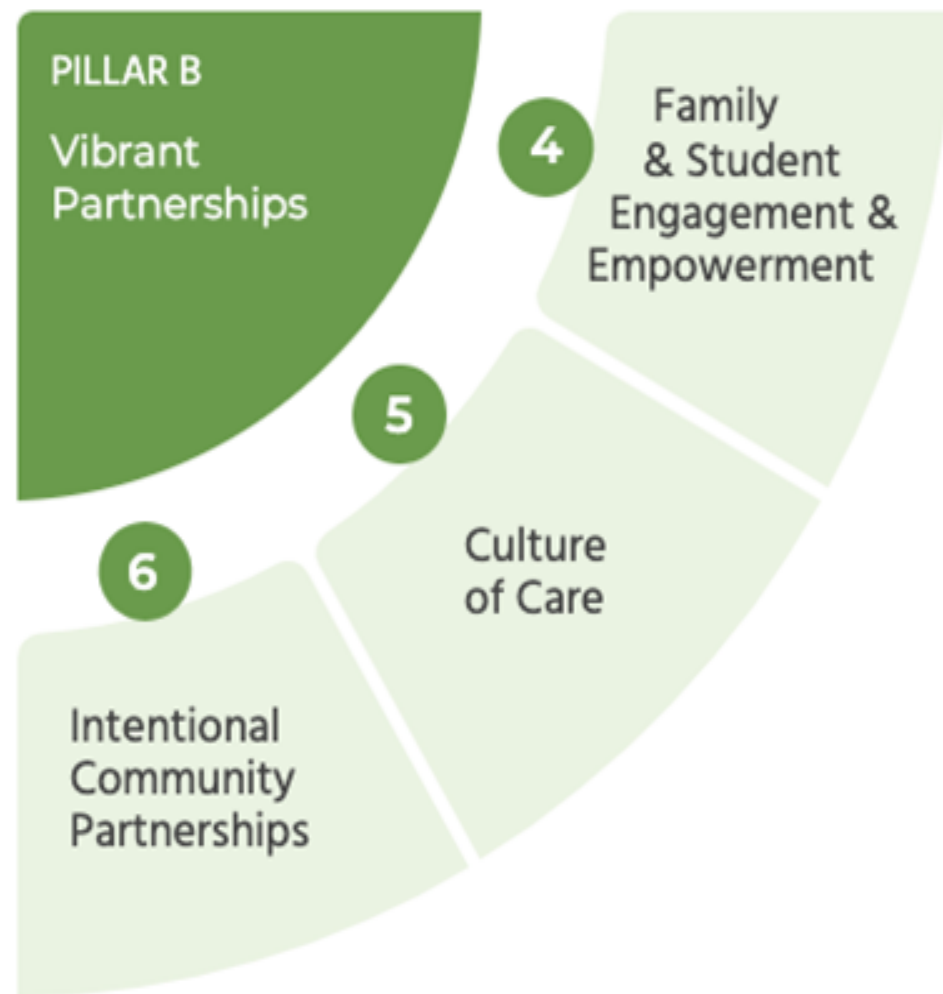 PILLAR B
Vibrant
Partnerships
4
Family
& Student
Engagement &
Empowerment
5
Culture
of Care
6
Intentional
Community
Partnerships